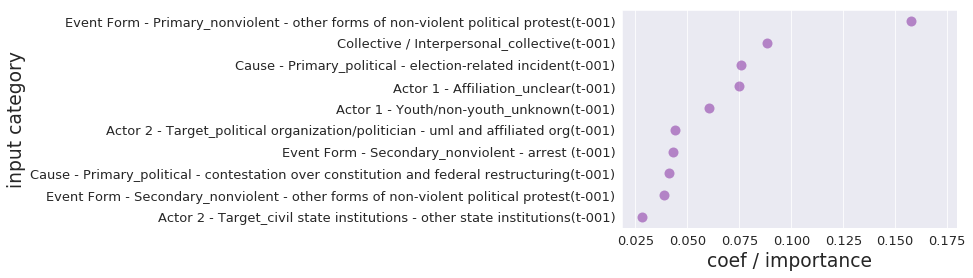 Event Form - Primary_nonviolent - other forms of non-violent political protest(t-001)
Collective / Interpersonal_collective(t-001)
Cause - Primary_political - election-related incident(t-001)
Actor 1 - Affiliation_unclear(t-001)
Actor 1 - Youth/non-youth_unknown(t-001)
Actor 2 - Target_political organization/politician - uml and affiliated org(t-001)
Event Form - Secondary_nonviolent - arrest (t-001)
Cause - Primary_political - contestation over constitution and federal restructuring(t-001)
Event Form - Secondary_nonviolent - other forms of non-violent political protest(t-001)
Actor 2 - Target_civil state institutions - other state institutions(t-001)
input category
0.025 0.050 0.075 0.100 0.125 0.150 0.175
coef / importance